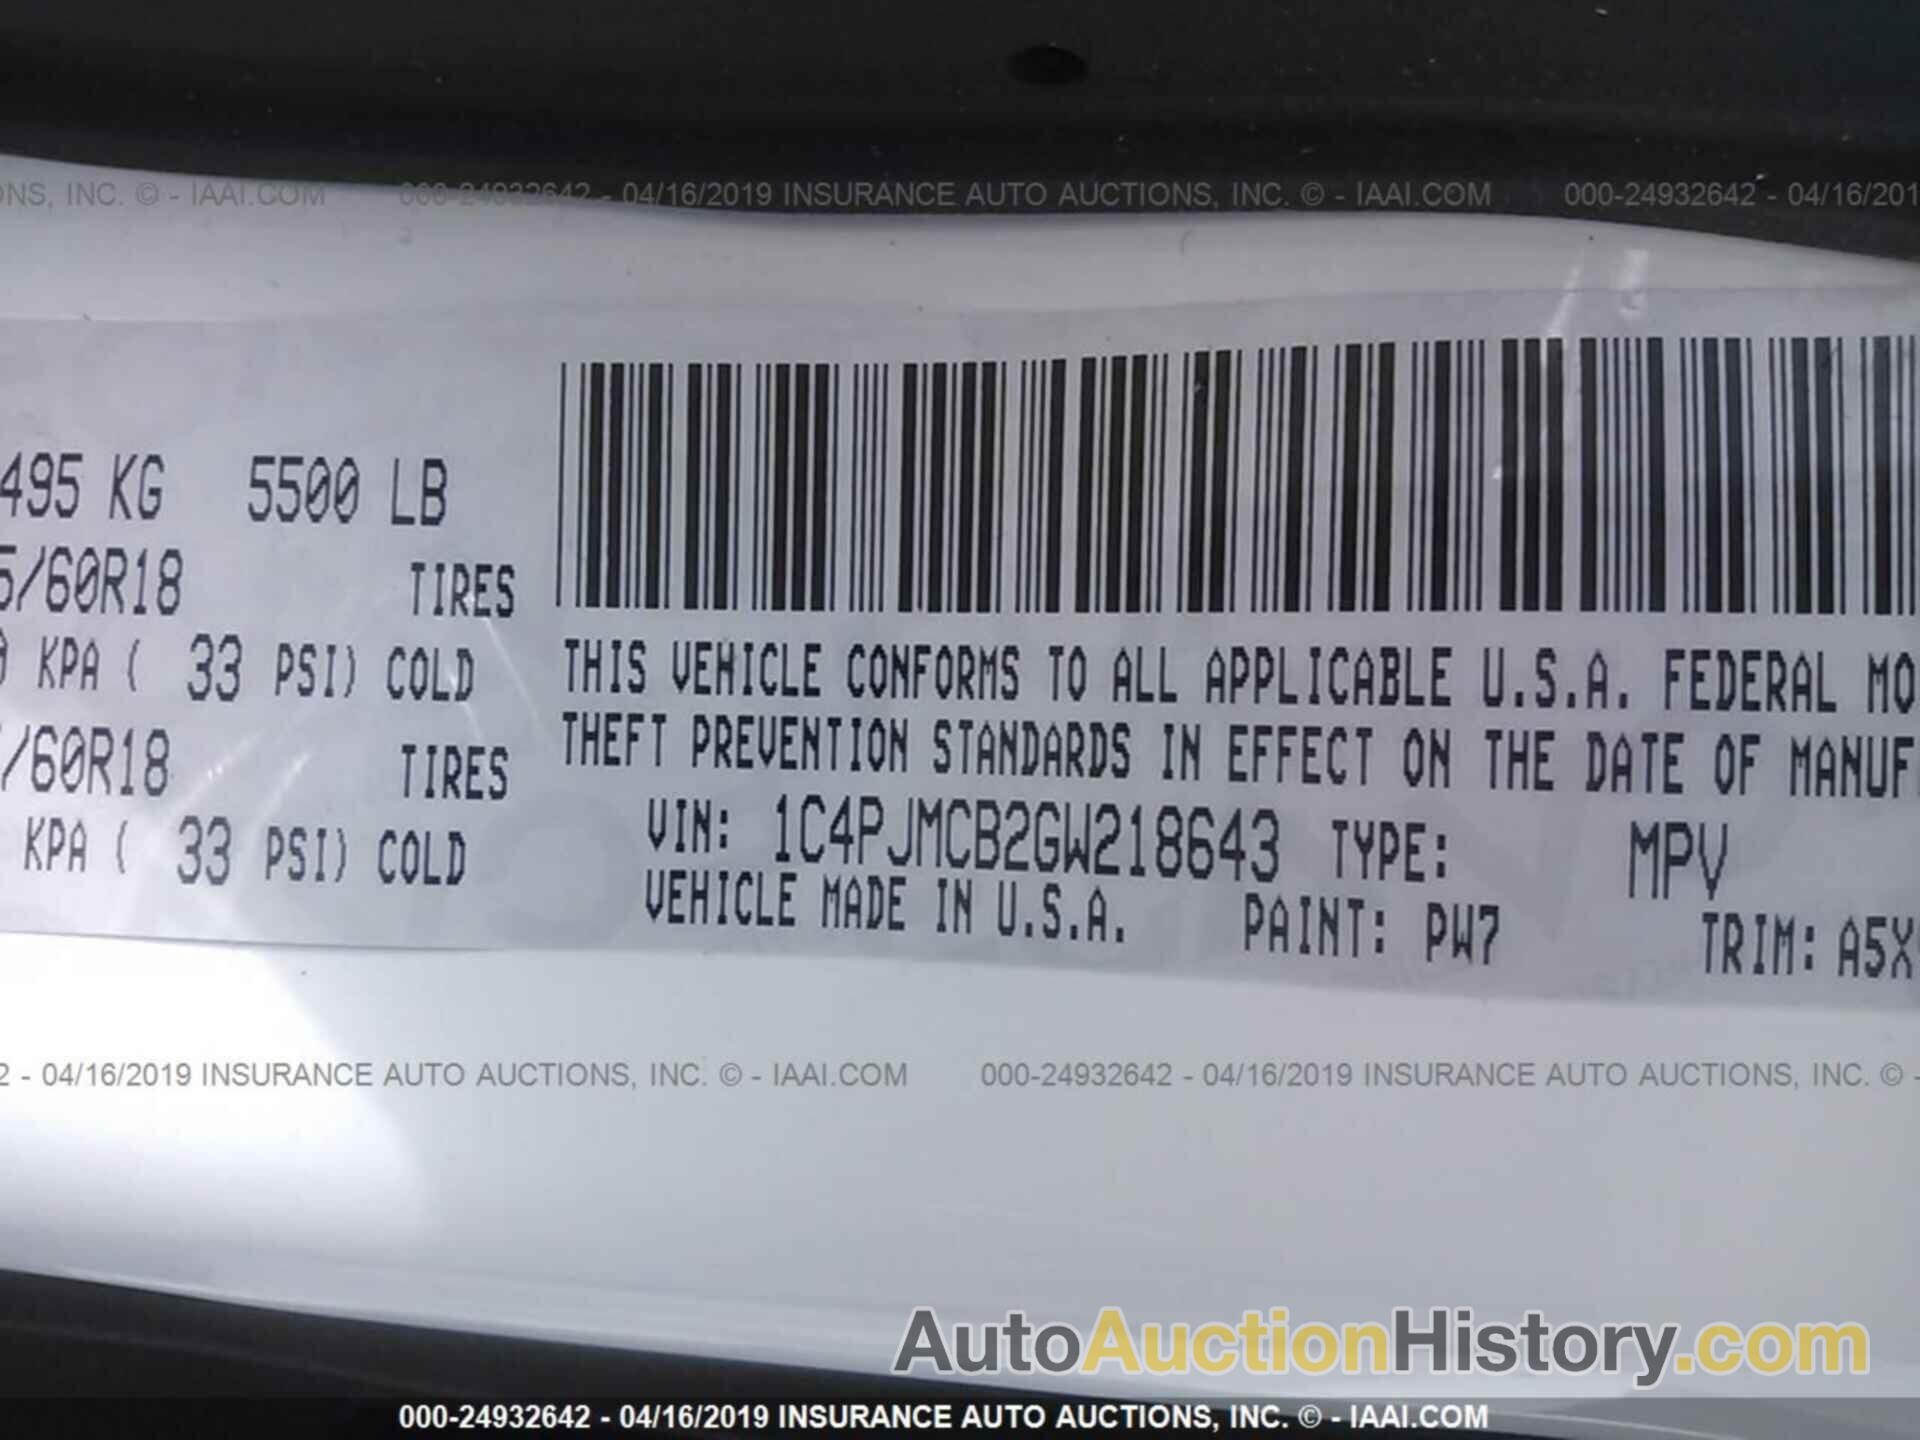 ONS, INC. © - IAAI.COM 000-24932642 - 04/16/2019 INSURANCE AUTO AUCTIONS, INC. © - IAAI.COM 000-24932642 - 04/16/201
495 KG 5500 LB
5/60R18 TIRES
KPA ( 33 PSI) COLD
/60R18 TIRES
KPA ( 33 PSI) COLD
THIS VEHICLE CONFORMS TO ALL APPLICABLE U.S.A. FEDERAL MO
THEFT PREVENTION STANDARDS IN EFFECT ON THE DATE OF MANUF
VIN: 1C4PJMCB2GW218643 TYPE: MPV
VEHICLE MADE IN U.S.A. PAINT: PW7 TRIM: A5X
2 - 04/16/2019 INSURANCE AUTO AUCTIONS, INC. © - IAAI.COM 000-24932642 - 04/16/2019 INSURANCE AUTO AUCTIONS, INC. © -
AutoAuctionHistory.com
000-24932642 - 04/16/2019 INSURANCE AUTO AUCTIONS, INC. © - IAAI.COM